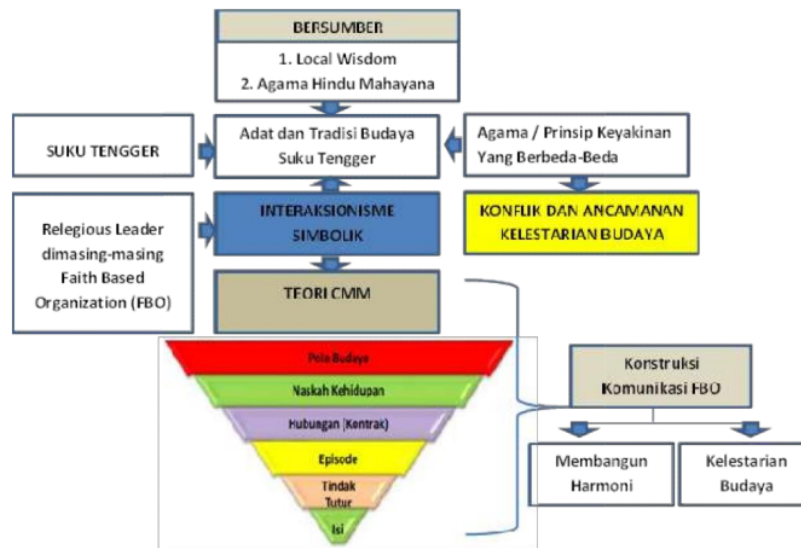 BERSUMBER
1. Local Wisdom
2. Agama Hindu Mahayana
SUKU TENGGER
Adat dan Tradisi Budaya
Suku Tengger
Agama / Prinsip Keyakinan
Yang Berbeda-Beda
Relegious Leader
dimasing-masing
Faith Based
Organization (FBO)
INTERAKSIONISME
SIMBOLIK
KONFLIK DAN ANCAMANAN
KELESTARIAN BUDAYA
TEORI CMM
Pola Budaya
Naskah Kehidupan
Hubungan (Kontrak)
Episode
Tindak
Tutur
Isi
Konstruksi
Komunikasi FBO
Membangun
Harmoni
Kelestarian
Budaya